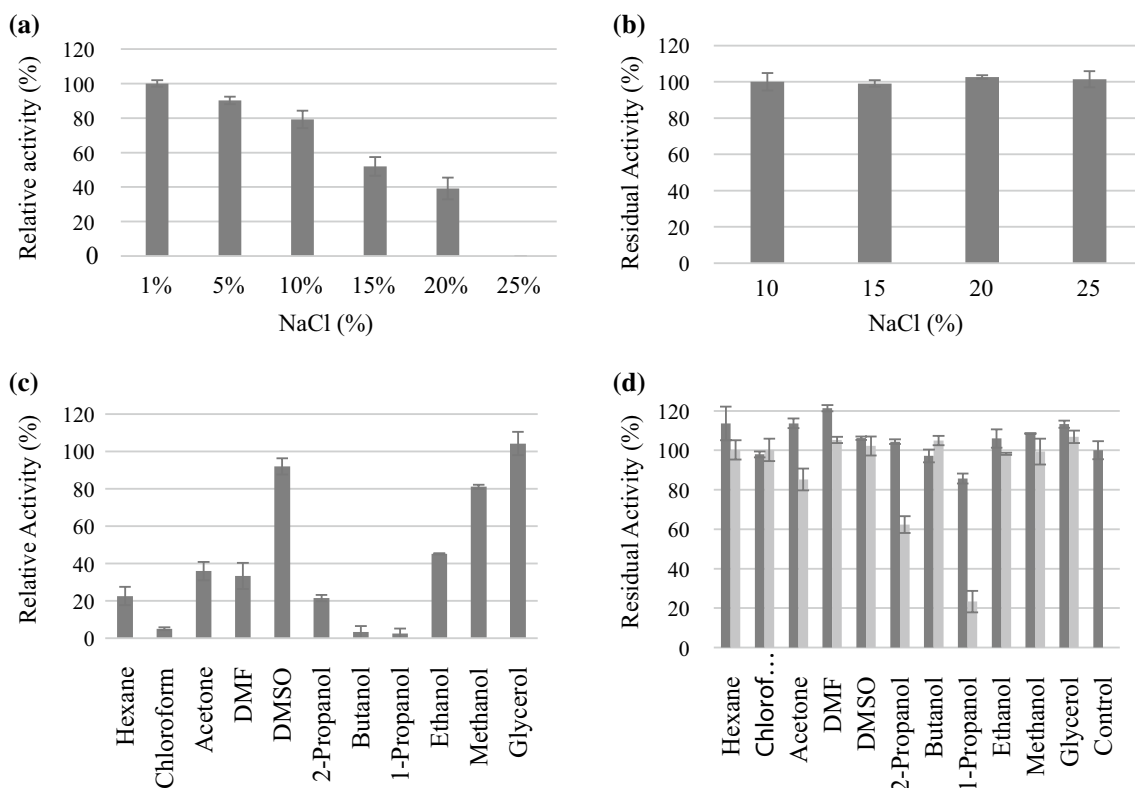 (a)
Relative activity (%)
120
100
80
60
40
20
0
1% 5% 10% 15% 20% 25%
NaCl (%)
(b)
Residual Activity (%)
120
100
80
60
40
20
0
10 15 20 25
NaCl (%)
(c)
Relative Activity (%)
120
100
80
60
40
20
0
Hexane
Chloroform
Acetone
DMF
DMSO
2-Propanol
Butanol
1-Propanol
Ethanol
Methanol
Glycerol
(d)
Residual Activity (%)
120
100
80
60
40
20
0
Hexane
Chlorof...
Acetone
DMF
DMSO
2-Propanol
Butanol
1-Propanol
Ethanol
Methanol
Glycerol
Control